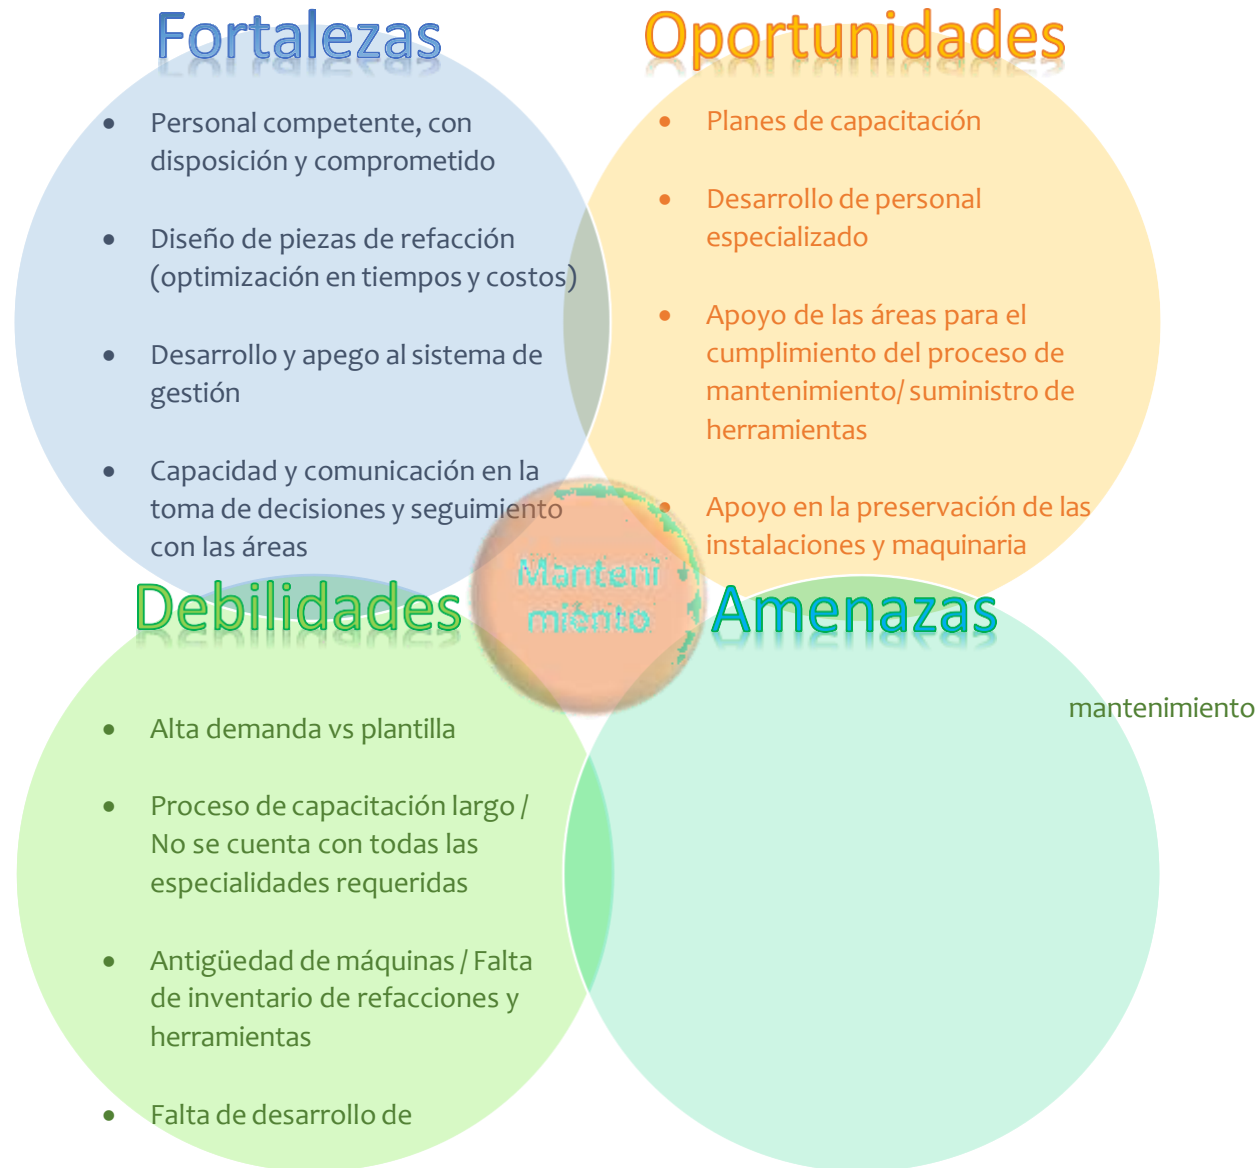 Fortalezas
• Personal competente, con
disposición y comprometido
• Diseño de piezas de refacción
(optimización en tiempos y costos)
• Desarrollo y apego al sistema de
gestión
• Capacidad y comunicación en la
toma de decisiones y seguimiento
con las áreas
Oportunidades
• Planes de capacitación
• Desarrollo de personal
especializado
• Apoyo de las áreas para el
cumplimiento del proceso de
mantenimiento/ suministro de
herramientas
• Apoyo en la preservación de las
instalaciones y maquinaria
Manteni
miento
Debilidades
• Alta demanda vs plantilla
• Proceso de capacitación largo /
No se cuenta con todas las
especialidades requeridas
• Antigüedad de máquinas / Falta
de inventario de refacciones y
herramientas
• Falta de desarrollo de
Amenazas
mantenimiento